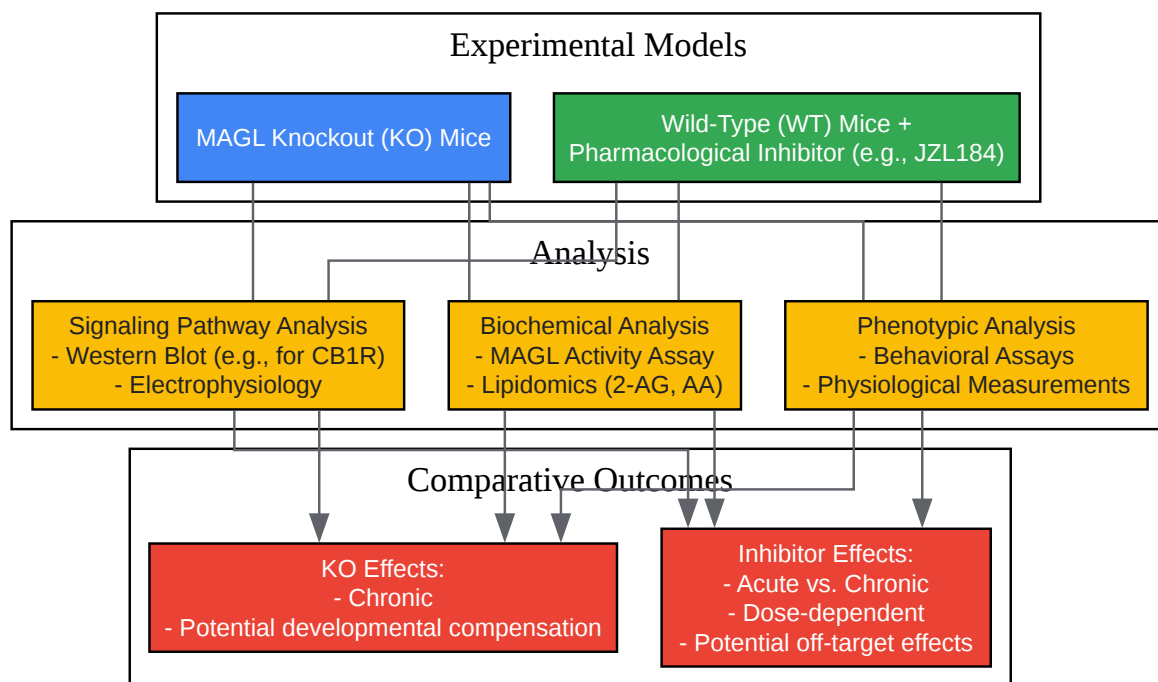 Experimental Models
MAGL Knockout (KO) Mice
Wild-Type (WT) Mice +
Pharmacological Inhibitor (e.g., JZL184)
Analysis
Signaling Pathway Analysis
- Western Blot (e.g., for CB1R)
- Electrophysiology
Biochemical Analysis
- MAGL Activity Assay
- Lipidomics (2-AG, AA)
Phenotypic Analysis
- Behavioral Assays
- Physiological Measurements
Comparative Outcomes
KO Effects:
- Chronic
- Potential developmental compensation
Inhibitor Effects:
- Acute vs. Chronic
- Dose-dependent
- Potential off-target effects